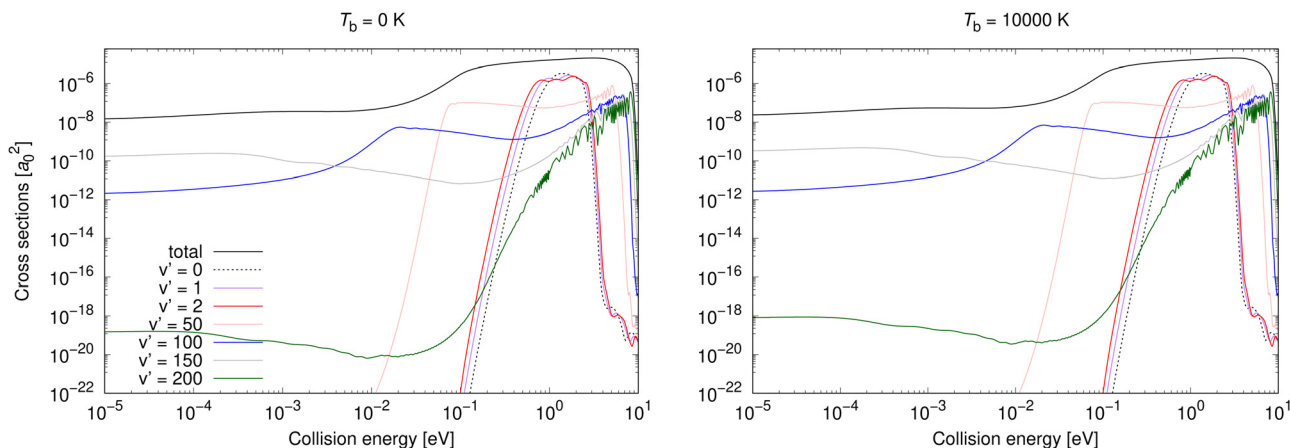 T_b = 0 K
Cross sections [a_0^2]
10^-6
10^-8
10^-10
10^-12
10^-14
10^-16
10^-18
10^-20
10^-22
total
v' = 0
v' = 1
v' = 2
v' = 50
v' = 100
v' = 150
v' = 200
10^-5 10^-4 10^-3 10^-2 10^-1 10^0 10^1
Collision energy [eV]
T_b = 10000 K
10^-6
10^-8
10^-10
10^-12
10^-14
10^-16
10^-18
10^-20
10^-22
10^-5 10^-4 10^-3 10^-2 10^-1 10^0 10^1
Collision energy [eV]